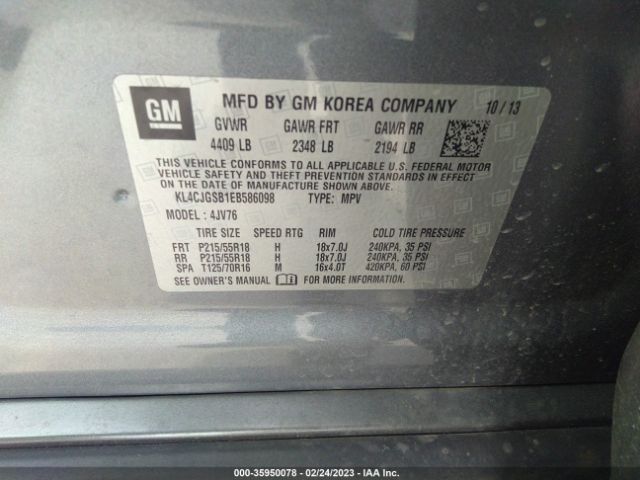 GM
MFD BY GM KOREA COMPANY 10/13
GVWR GAWR FRT GAWR RR
4409 LB 2348 LB 2194 LB
THIS VEHICLE CONFORMS TO ALL APPLICABLE U.S. FEDERAL MOTOR
VEHICLE SAFETY AND THEFT PREVENTION STANDARDS IN EFFECT
ON THE DATE OF MANUFACTURE SHOWN ABOVE.
KL4CJGSB1EB586098 TYPE: MPV
MODEL: 4JV76
TIRE SIZE SPEED RTG RIM COLD TIRE PRESSURE
FRT P215/55R18 H 18x7.0J 240KPA, 35 PSI
RR P215/55R18 H 18x7.0J 240KPA, 35 PSI
SPA T125/70R16 M 16x4.0T 420KPA, 60 PSI
SEE OWNER'S MANUAL FOR MORE INFORMATION.
000-35950078 - 02/24/2023 - IAA Inc.